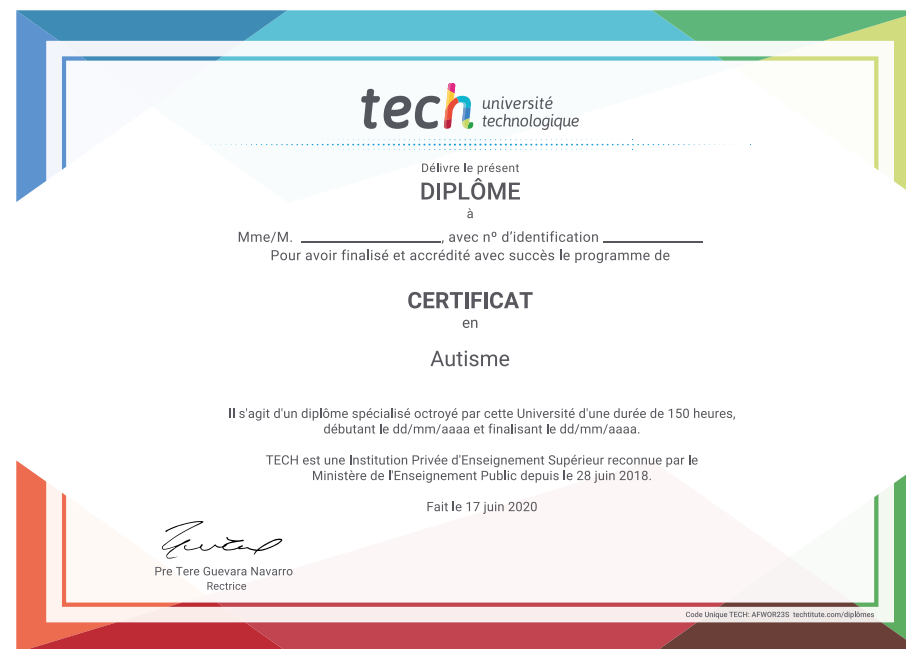 tech université
technologique
Délivre le présent
DIPLÔME
à
Mme/M. ____________________, avec nº d'identification ______________
Pour avoir finalisé et accrédité avec succès le programme de
CERTIFICAT
en
Autisme
Il s'agit d'un diplôme spécialisé octroyé par cette Université d'une durée de 150 heures,
débutant le dd/mm/aaaa et finalisant le dd/mm/aaaa.
TECH est une Institution Privée d'Enseignement Supérieur reconnue par le
Ministère de l'Enseignement Public depuis le 28 juin 2018.
Fait le 17 juin 2020
Pre Tere Guevara Navarro
Rectrice
Code Unique TECH: AFWOR23S techtitute.com/diplômes